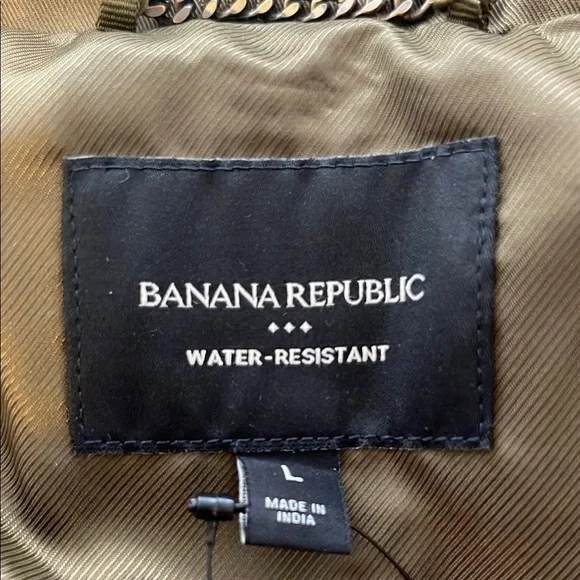 BANANA REPUBLIC
WATER-RESISTANT
L
MADE IN
INDIA